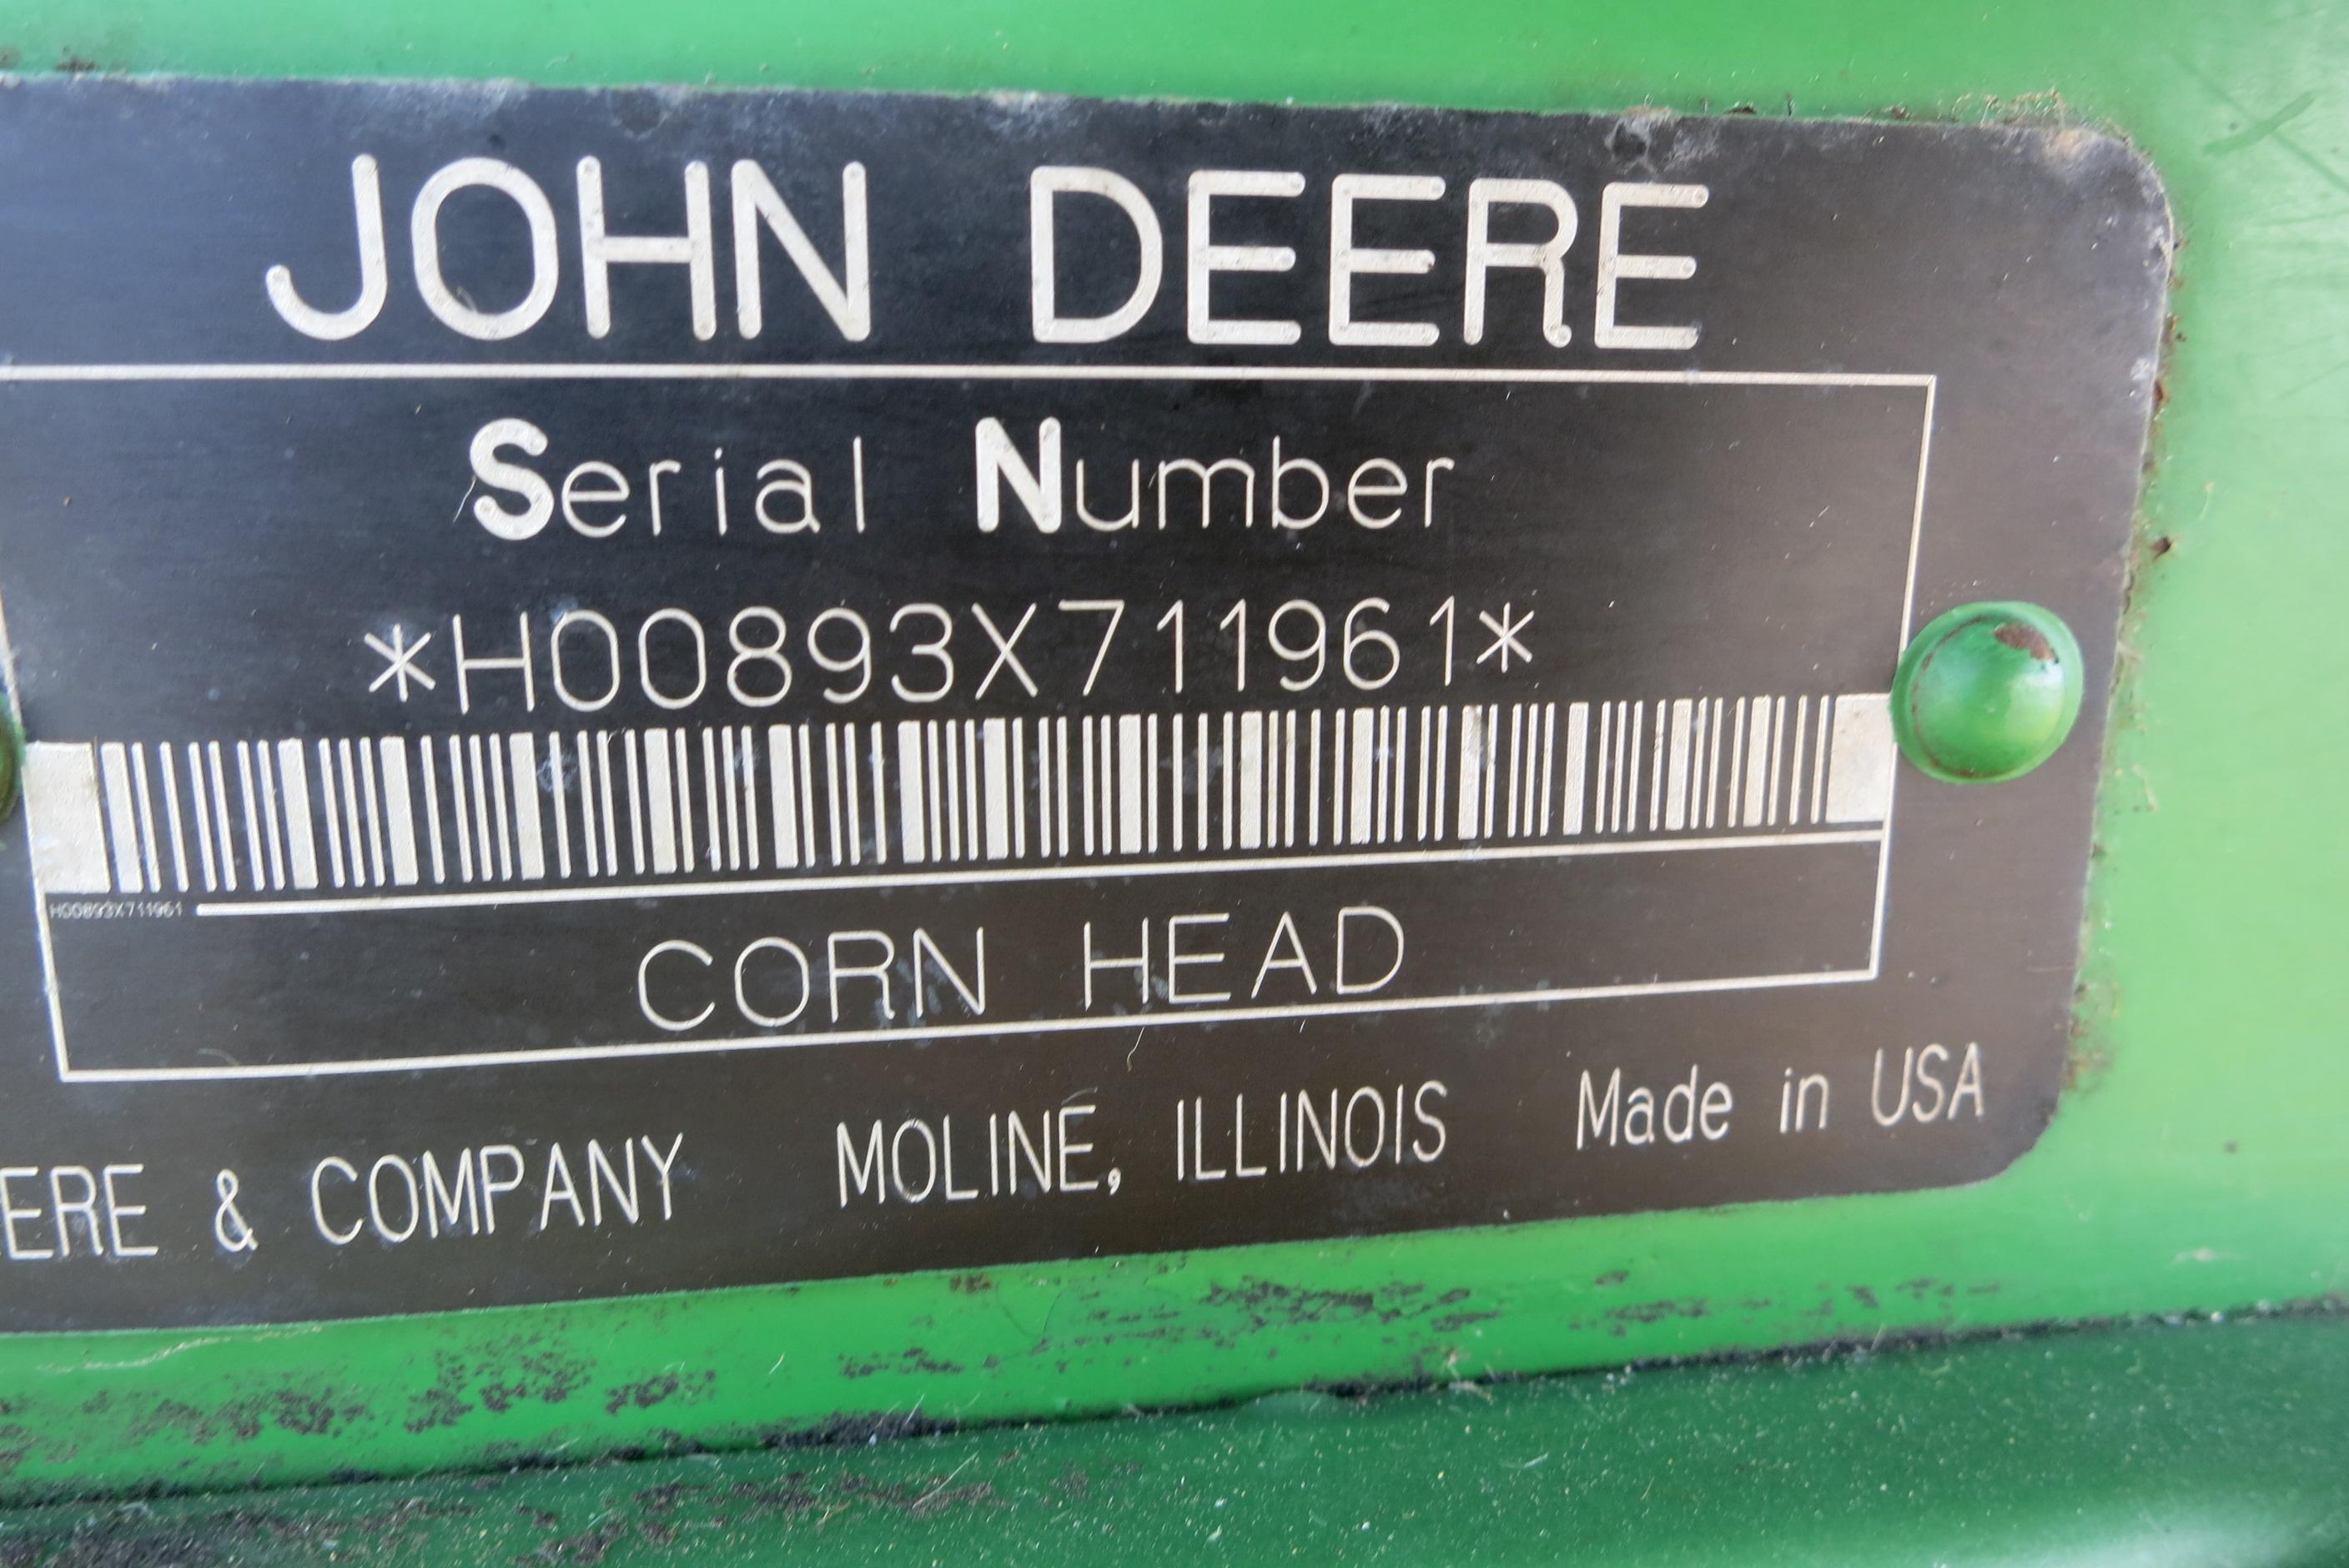 JOHN DEERE
Serial Number
*H00893X711961*
H00893X711961
CORN HEAD
ERE & COMPANY MOLINE, ILLINOIS Made in USA